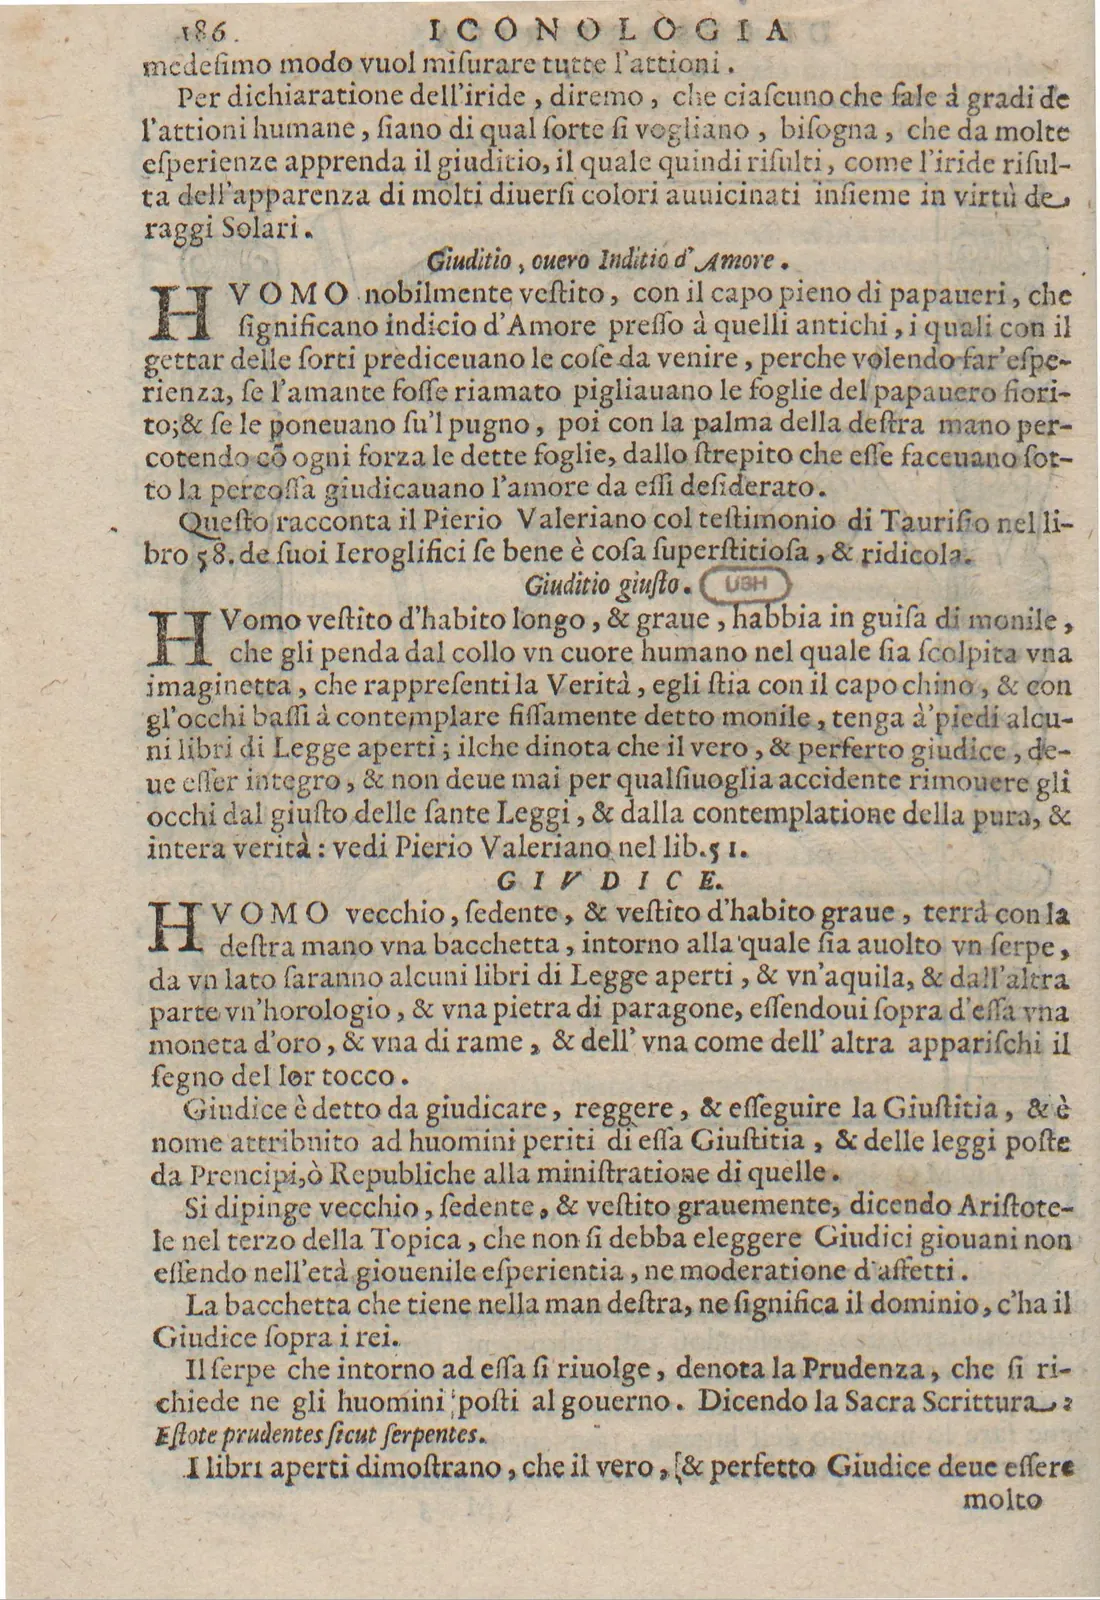 186. ICONOLOGIA
medeſimo modo vuol miſurare tutte l'attioni.
Per dichiaratione dell'iride, diremo, che ciaſcuno che ſale à gradi de
l'attioni humane, ſiano di qual ſorte ſi vogliano, biſogna, che da molte
eſperienze apprenda il giuditio, il quale quindi riſulti, come l'iride riſul-
ta dell'apparenza di molti diuerſi colori auuicinati inſieme in virtù de
raggi Solari.
Giuditio, ouero Inditio d'Amore.
HVOMO nobilmente veſtito, con il capo pieno di papaueri, che
ſignificano indicio d'Amore preſſo à quelli antichi, i quali con il
gettar delle ſorti prediceuano le coſe da venire, perche volendo far'eſpe-
rienza, ſe l'amante foſſe riamato pigliauano le foglie del papauero fiori-
to;& ſe le poneuano ſu'l pugno, poi con la palma della deſtra mano per-
cotendo cõ ogni forza le dette foglie, dallo ſtrepito che eſſe faceuano ſot-
to la percoſſa giudicauano l'amore da eſſi deſiderato.
Queſto racconta il Pierio Valeriano col teſtimonio di Tauriſio nel li-
bro 58. de ſuoi Ieroglifici ſe bene è coſa ſuperſtitioſa, & ridicola.
Giuditio giuſto. UBH
HVomo veſtito d'habito longo, & graue, habbia in guiſa di monile,
che gli penda dal collo vn cuore humano nel quale ſia ſcolpita vna
imaginetta, che rappreſenti la Verità, egli ſtia con il capo chino, & con
gl'occhi baſſi à contemplare fiſſamente detto monile, tenga à'piedi alcu-
ni libri di Legge aperti; ilche dinota che il vero, & perfetto giudice, de-
ue eſſer integro, & non deue mai per qualſiuoglia accidente rimouere gli
occhi dal giuſto delle ſante Leggi, & dalla contemplatione della pura, &
intera verità: vedi Pierio Valeriano nel lib.51.
GIVDICE.
HVOMO vecchio, ſedente, & veſtito d'habito graue, terrà con la
deſtra mano vna bacchetta, intorno alla quale ſia auolto vn ſerpe,
da vn lato ſaranno alcuni libri di Legge aperti, & vn'aquila, & dall'altra
parte vn'horologio, & vna pietra di paragone, eſſendoui ſopra d'eſſa vna
moneta d'oro, & vna di rame, & dell' vna come dell' altra appariſchi il
ſegno del lor tocco.
Giudice è detto da giudicare, reggere, & eſſeguire la Giuſtitia, & è
nome attribuito ad huomini periti di eſſa Giuſtitia, & delle leggi poſte
da Prencipi, ò Republiche alla miniſtratione di quelle.
Si dipinge vecchio, ſedente, & veſtito grauemente, dicendo Ariſtote-
le nel terzo della Topica, che non ſi debba eleggere Giudici giouani non
eſſendo nell'età giouenile eſperientia, ne moderatione d'affetti.
La bacchetta che tiene nella man deſtra, ne ſignifica il dominio, c'ha il
Giudice ſopra i rei.
Il ſerpe che intorno ad eſſa ſi riuolge, denota la Prudenza, che ſi ri-
chiede ne gli huomini poſti al gouerno. Dicendo la Sacra Scrittura:
Eſtote prudentes ſicut ſerpentes.
I libri aperti dimoſtrano, che il vero, [& perfetto Giudice deue eſſere
molto